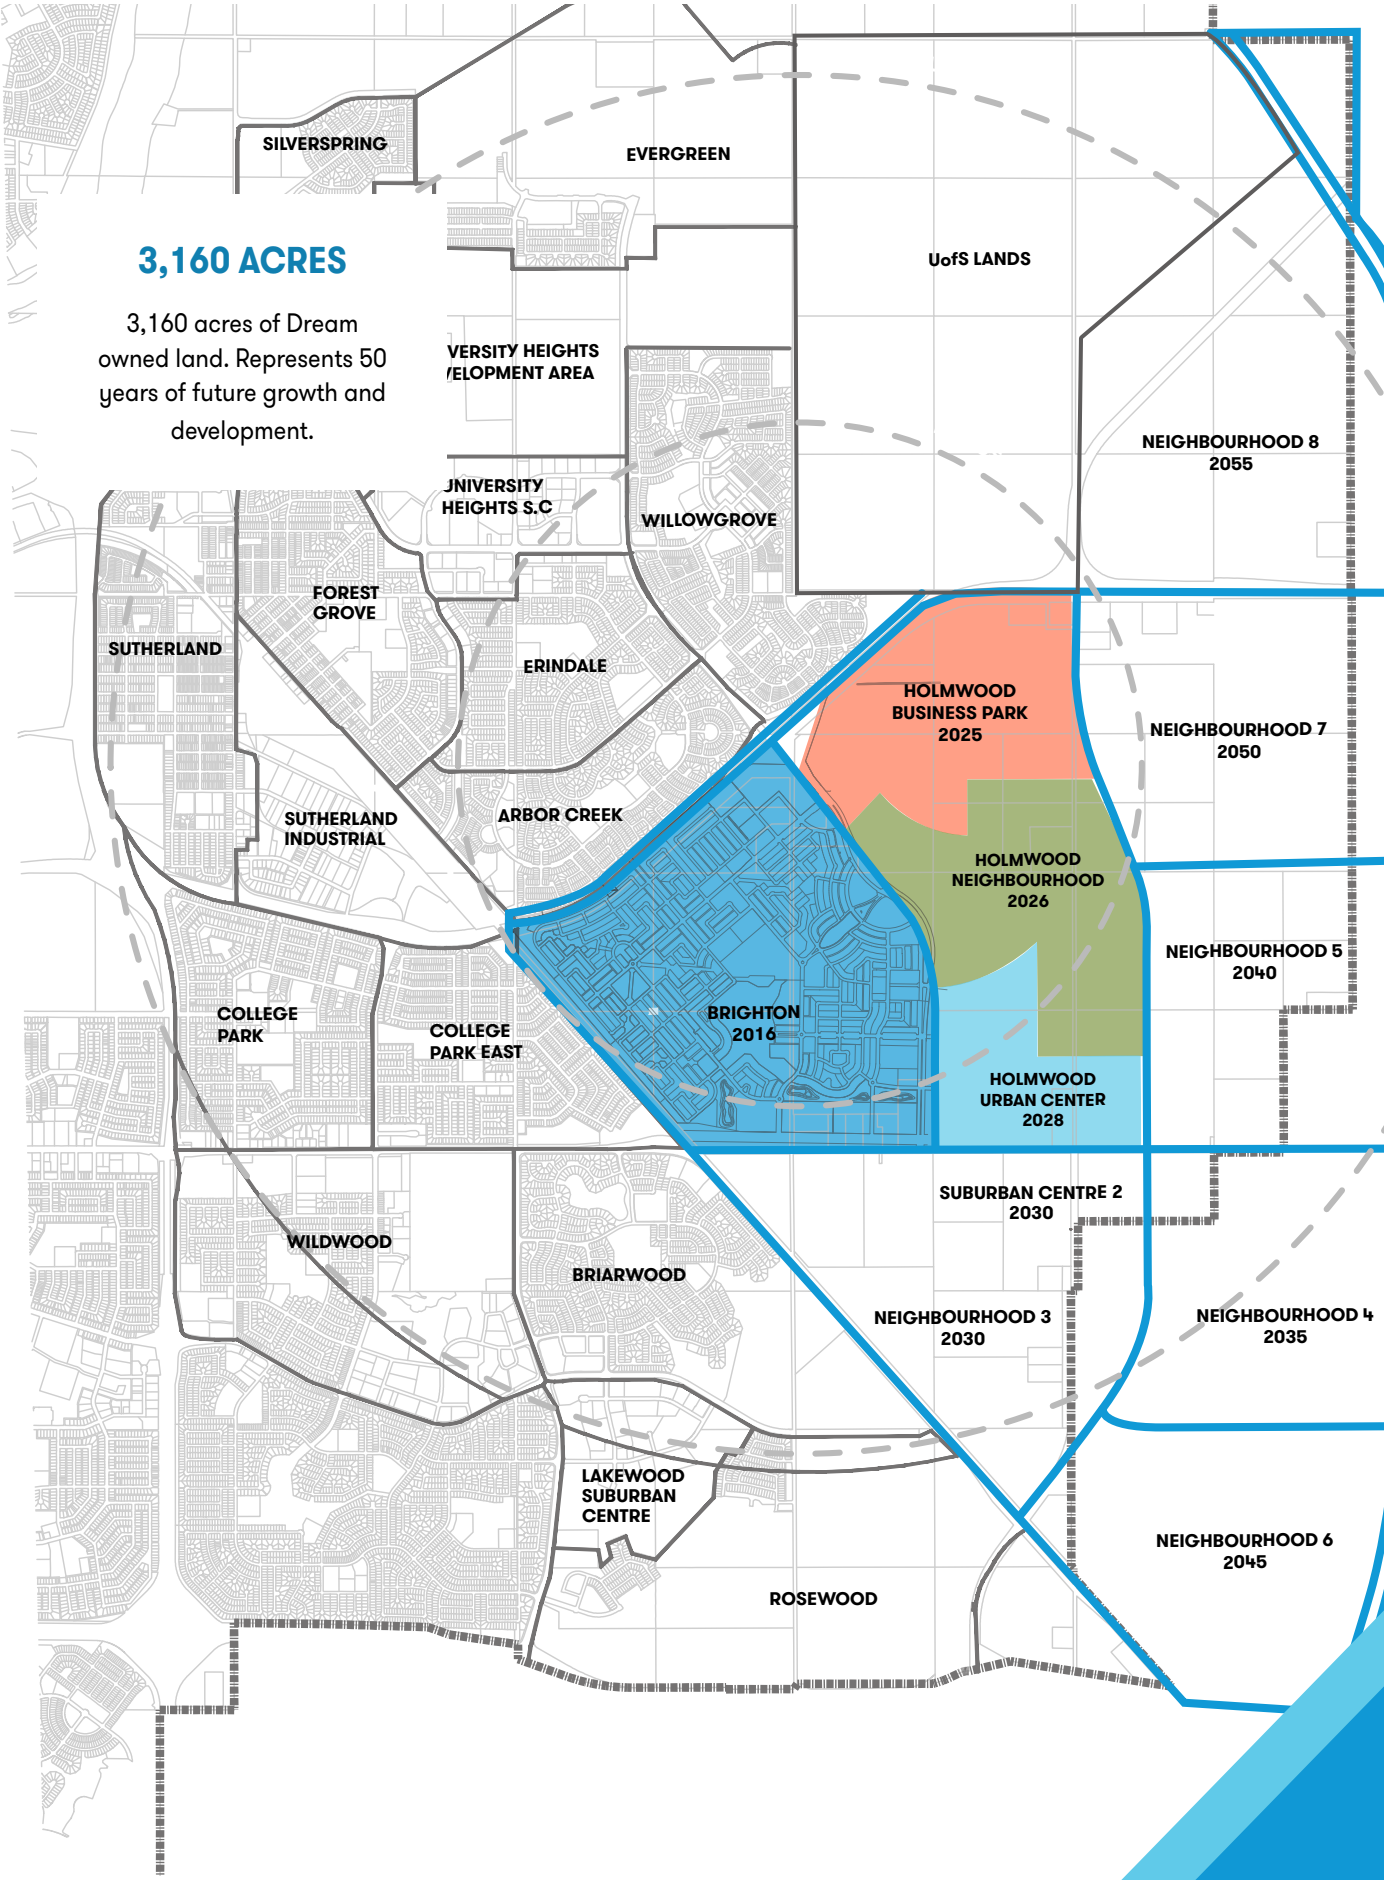 SILVERSPRING
EVERGREEN
3,160 ACRES
3,160 acres of Dream
owned land. Represents 50
years of future growth and
development.
UofS LANDS
VERSITY HEIGHTS
VELOPMENT AREA
NEIGHBOURHOOD 8
2055
UNIVERSITY
HEIGHTS S.C
WILLOWGROVE
FOREST
GROVE
SUTHERLAND
ERINDALE
HOLMWOOD
BUSINESS PARK
2025
NEIGHBOURHOOD 7
2050
SUTHERLAND
INDUSTRIAL
ARBOR CREEK
HOLMWOOD
NEIGHBOURHOOD
2026
NEIGHBOURHOOD 5
2040
COLLEGE
PARK
COLLEGE
PARK EAST
BRIGHTON
2016
HOLMWOOD
URBAN CENTER
2028
SUBURBAN CENTRE 2
2030
WILDWOOD
BRIARWOOD
NEIGHBOURHOOD 3
2030
NEIGHBOURHOOD 4
2035
LAKEWOOD
SUBURBAN
CENTRE
NEIGHBOURHOOD 6
2045
ROSEWOOD